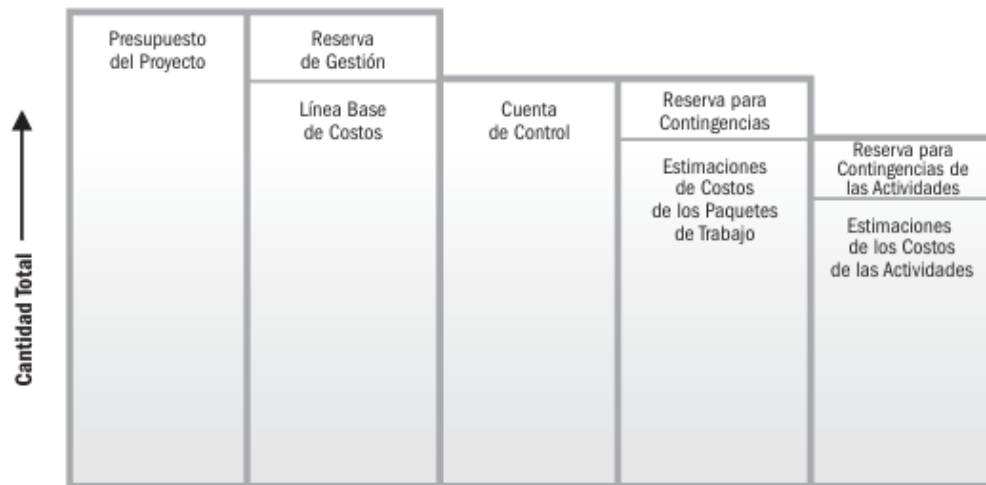 Presupuesto
del Proyecto
Reserva
de Gestión
Línea Base
de Costos
Cuenta
de Control
Reserva para
Contingencias
Estimaciones
de Costos
de los Paquetes
de Trabajo
Reserva para
Contingencias de
las Actividades
Estimaciones
de los Costos
de las Actividades
Cantidad Total